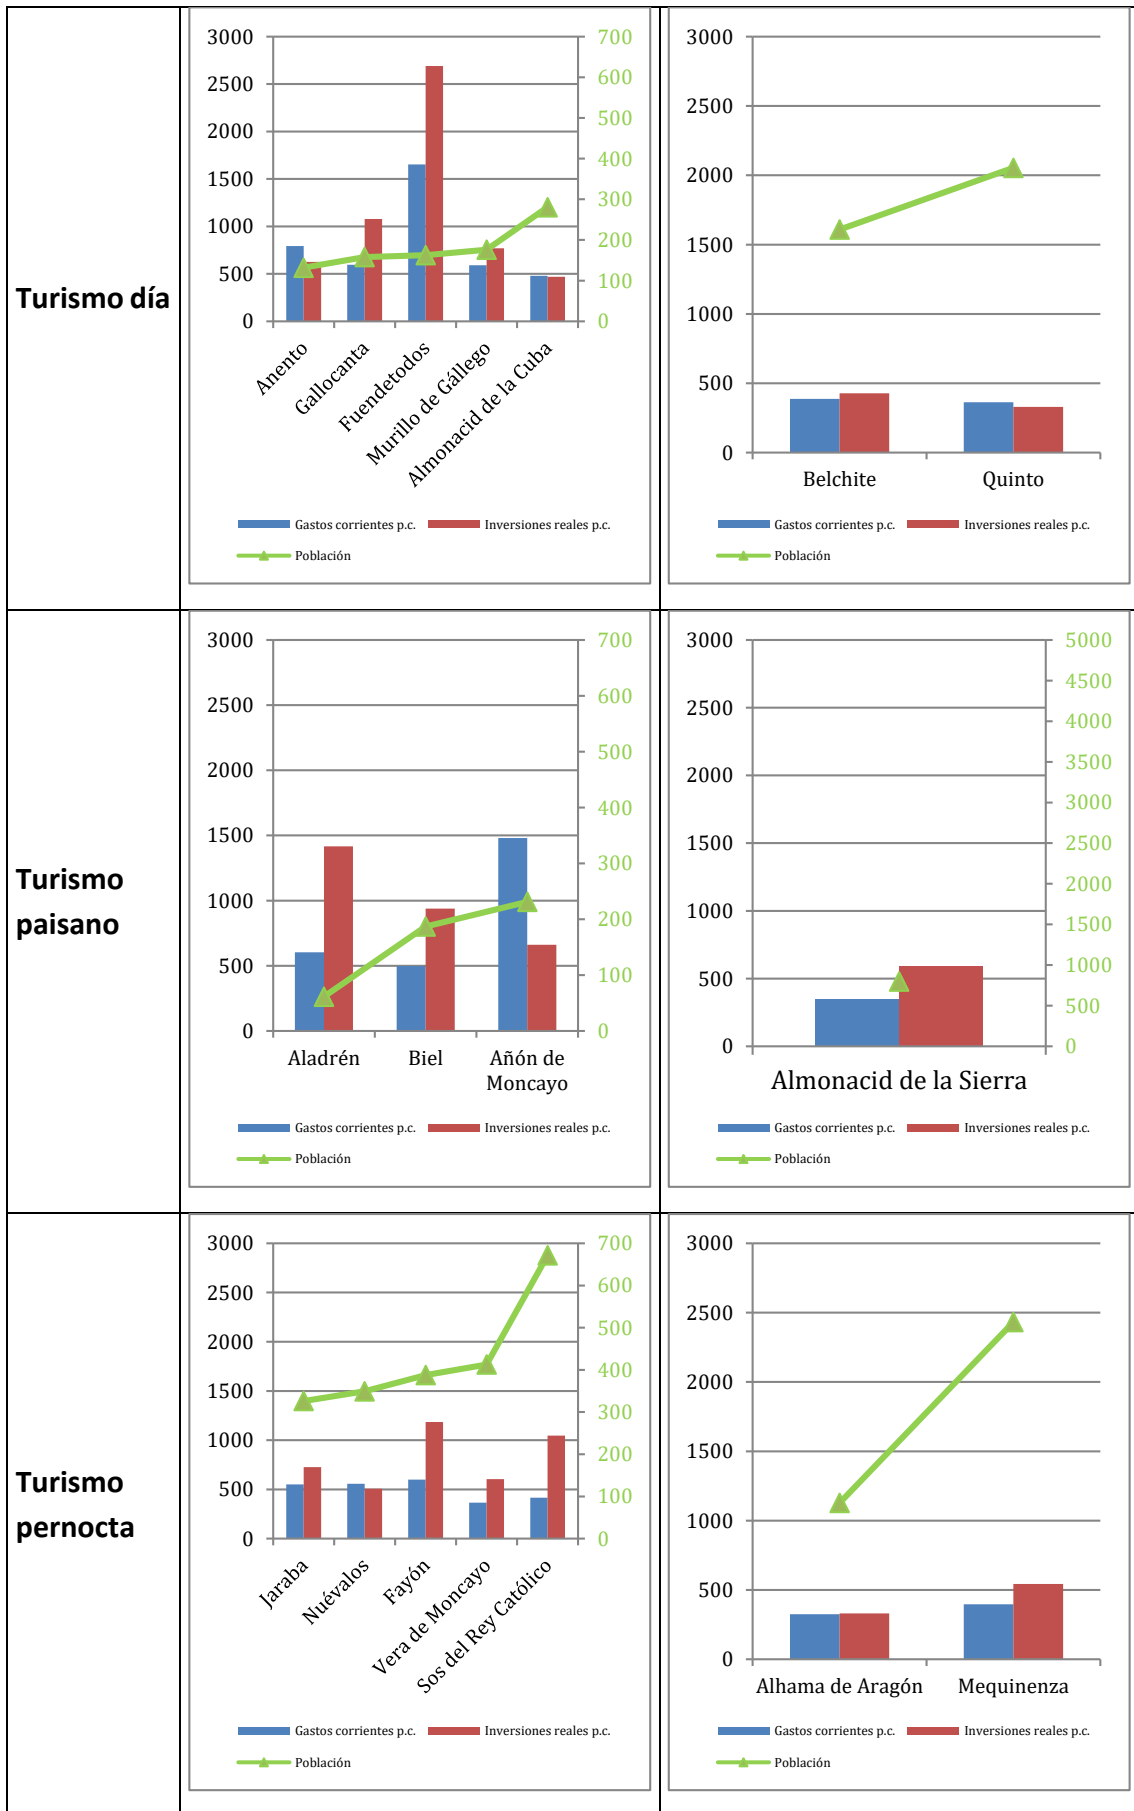 Turismo día
3000
2500
2000
1500
1000
500
0
700
600
500
400
300
200
100
0
Anento
Gallocanta
Fuendetodos
Murillo de Gállego
Almonacid de la Cuba
Gastos corrientes p.c.
Inversiones reales p.c.
Población
3000
2500
2000
1500
1000
500
0
Belchite
Quinto
Gastos corrientes p.c.
Inversiones reales p.c.
Población
Turismo
paisano
3000
2500
2000
1500
1000
500
0
700
600
500
400
300
200
100
0
Aladrén
Biel
Añón de
Moncayo
Gastos corrientes p.c.
Inversiones reales p.c.
Población
3000
2500
2000
1500
1000
500
0
5000
4500
4000
3500
3000
2500
2000
1500
1000
500
0
Almonacid de la Sierra
Gastos corrientes p.c.
Inversiones reales p.c.
Población
Turismo
pernocta
3000
2500
2000
1500
1000
500
0
700
600
500
400
300
200
100
0
Jaraba
Nuévalos
Fayón
Vera de Moncayo
Sos del Rey Católico
Gastos corrientes p.c.
Inversiones reales p.c.
Población
3000
2500
2000
1500
1000
500
0
Alhama de Aragón
Mequinenza
Gastos corrientes p.c.
Inversiones reales p.c.
Población